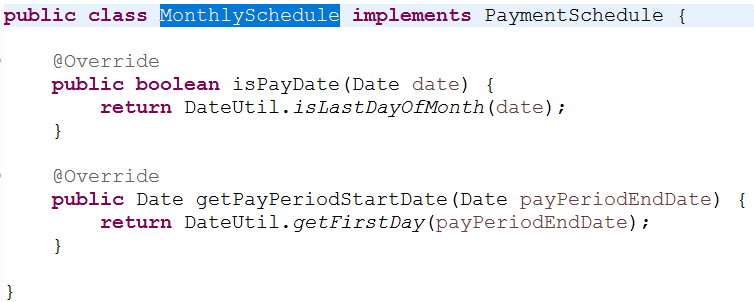 public class MonthlySchedule implements PaymentSchedule {
@Override
public boolean isPayDate(Date date) {
return DateUtil.isLastDayOfMonth(date);
}
@Override
public Date getPayPeriodStartDate(Date payPeriodEndDate) {
return DateUtil.getFirstDay(payPeriodEndDate);
}
}